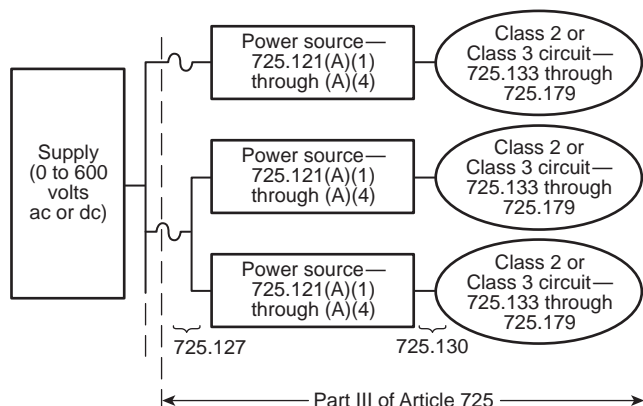 Supply
(0 to 600
volts
ac or dc)
Power source—
725.121(A)(1)
through (A)(4)
Class 2 or
Class 3 circuit—
725.133 through
725.179
Power source—
725.121(A)(1)
through (A)(4)
Class 2 or
Class 3 circuit—
725.133 through
725.179
Power source—
725.121(A)(1)
through (A)(4)
Class 2 or
Class 3 circuit—
725.133 through
725.179
725.127
725.130
Part III of Article 725